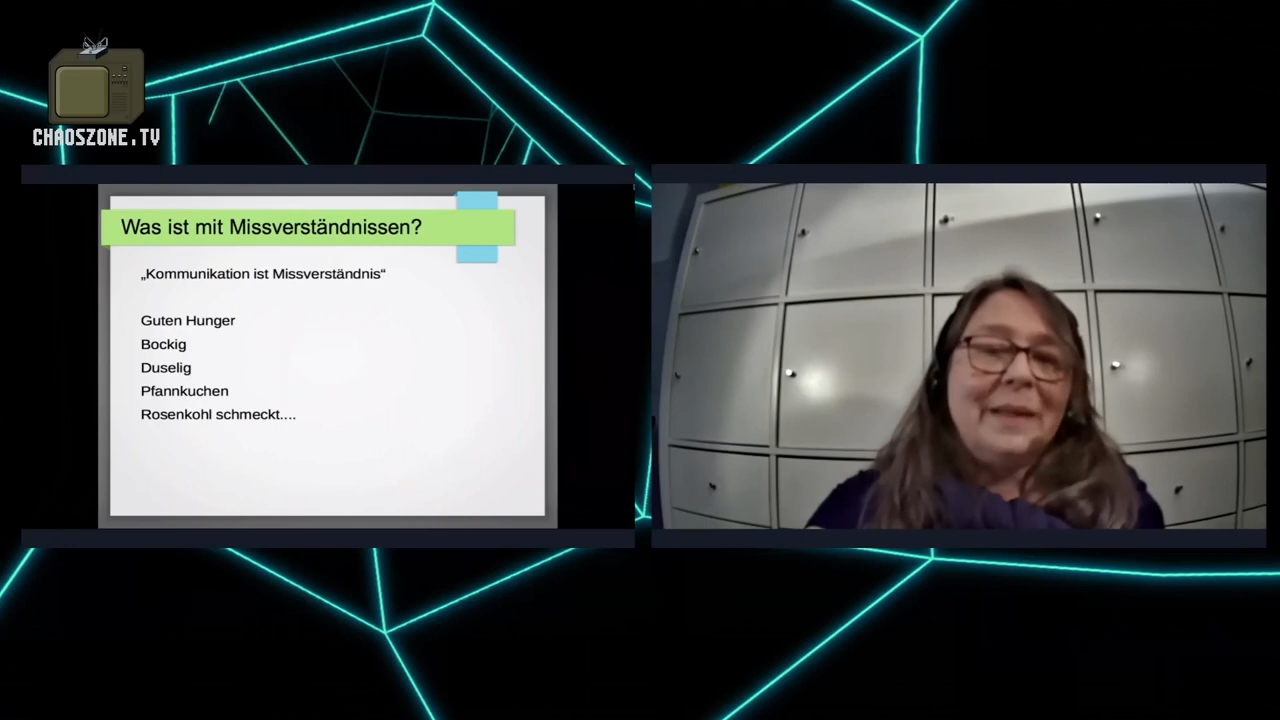 CHAOSZONE.TV
Was ist mit Missverständnissen?
„Kommunikation ist Missverständnis“
Guten Hunger
Bockig
Duselig
Pfannkuchen
Rosenkohl schmeckt....